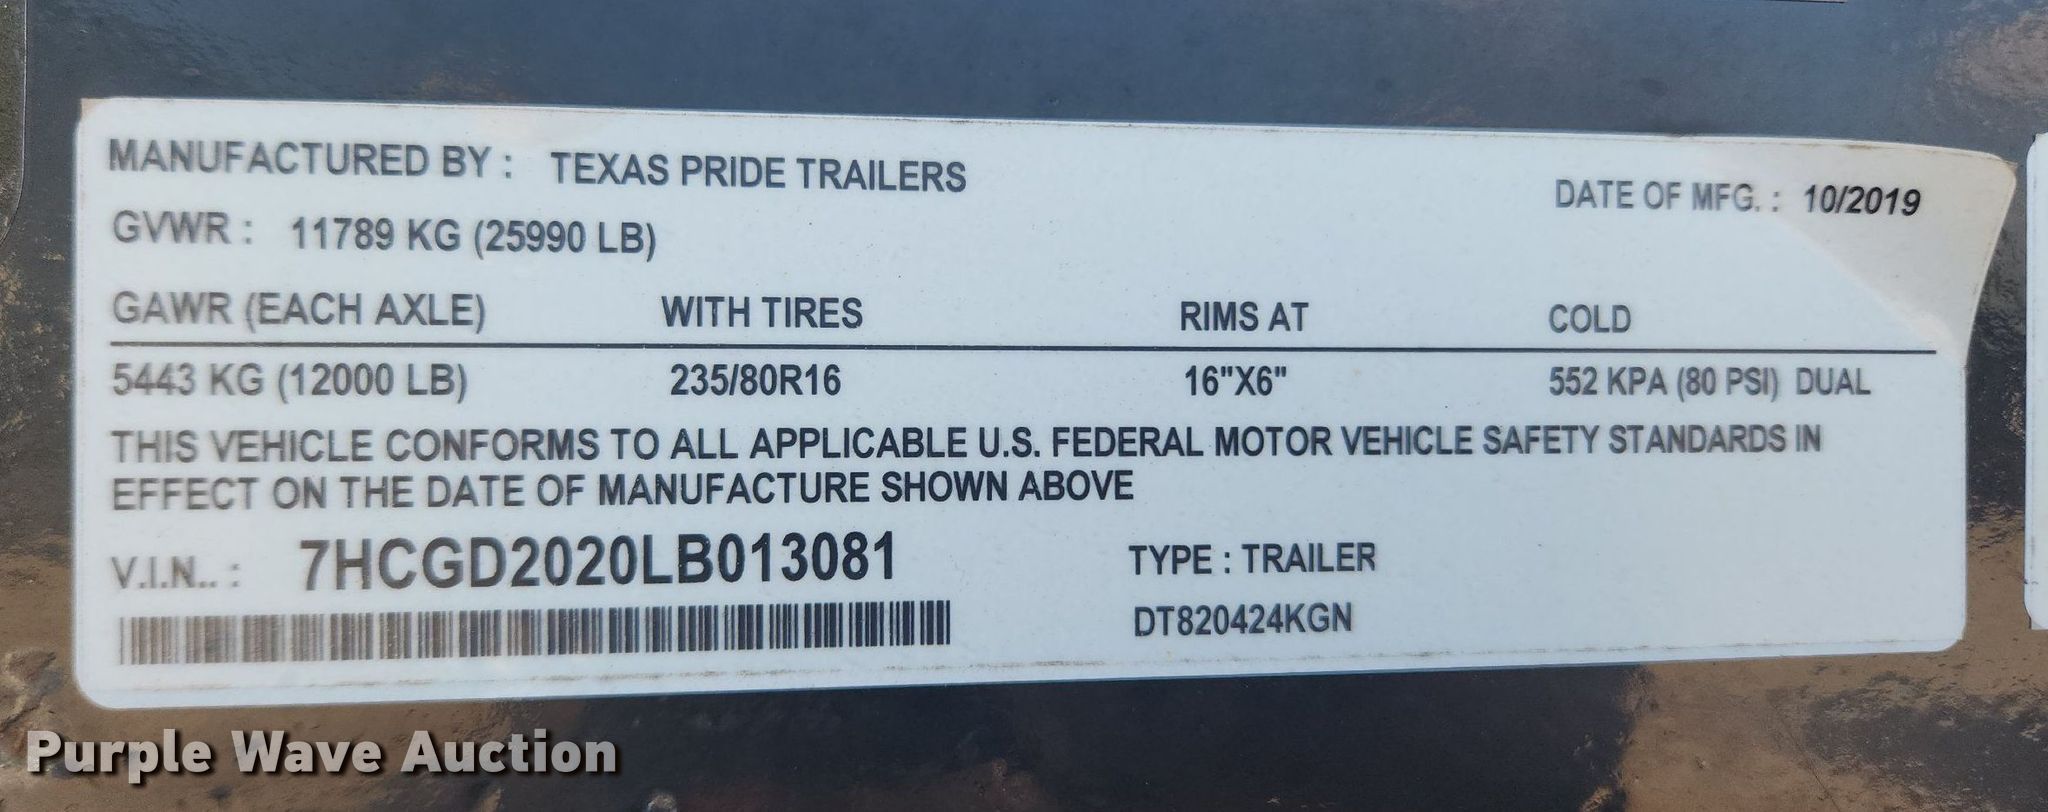 MANUFACTURED BY : TEXAS PRIDE TRAILERS
DATE OF MFG. : 10/2019
GVWR : 11789 KG (25990 LB)
GAWR (EACH AXLE) WITH TIRES RIMS AT COLD
5443 KG (12000 LB) 235/80R16 16"X6" 552 KPA (80 PSI) DUAL
THIS VEHICLE CONFORMS TO ALL APPLICABLE U.S. FEDERAL MOTOR VEHICLE SAFETY STANDARDS IN
EFFECT ON THE DATE OF MANUFACTURE SHOWN ABOVE
V.I.N.. : 7HCGD2020LB013081 TYPE : TRAILER
DT820424KGN
Purple Wave Auction